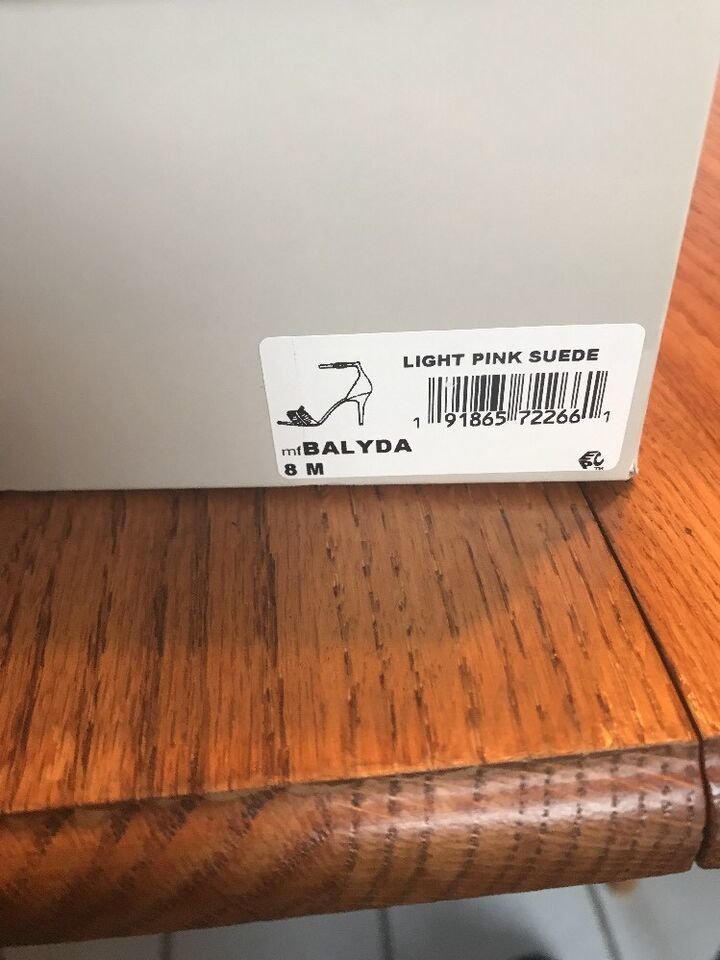 LIGHT PINK SUEDE
1 91865 72266 1
mfBALYDA
8 M